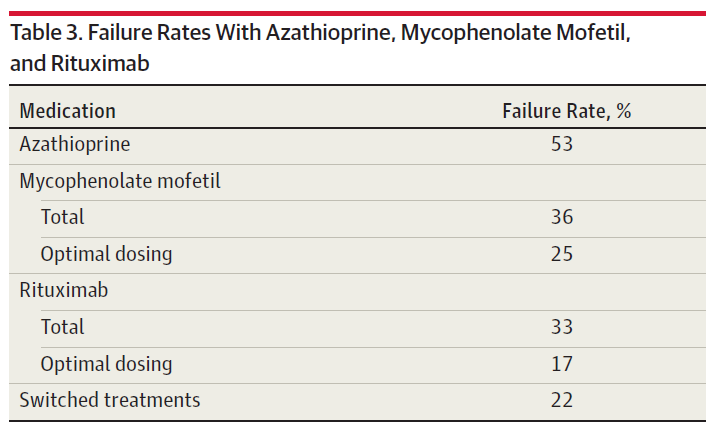 Table 3. Failure Rates With Azathioprine, Mycophenolate Mofetil,
and Rituximab
Medication Failure Rate, %
Azathioprine 53
Mycophenolate mofetil
Total 36
Optimal dosing 25
Rituximab
Total 33
Optimal dosing 17
Switched treatments 22